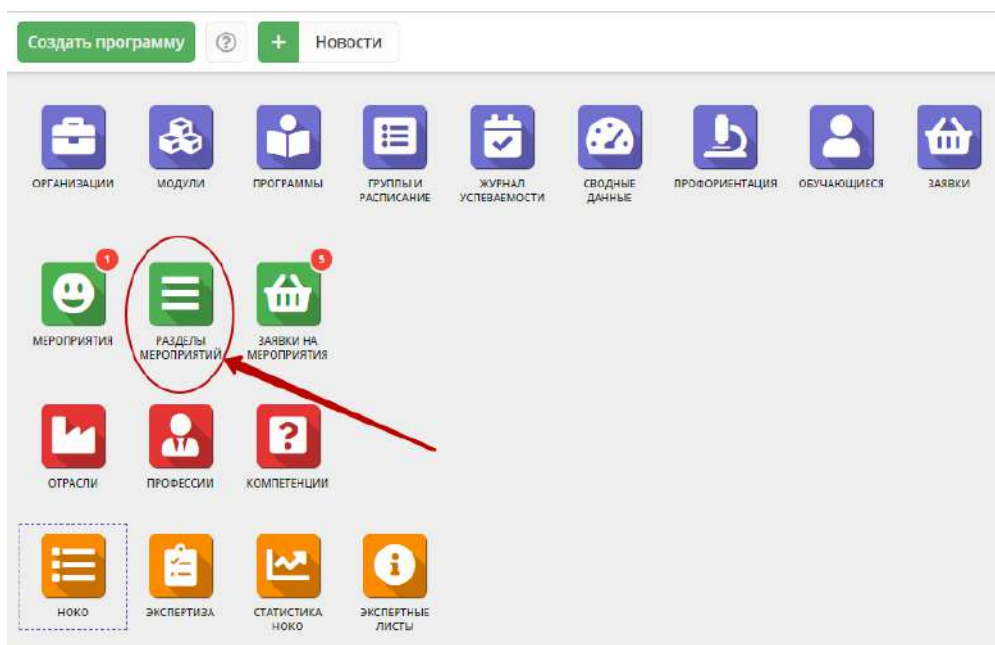 Создать программу
?
+ Новости
ОРГАНИЗАЦИИ
МОДУЛИ
ПРОГРАММЫ
ГРУППЫ И
РАСПИСАНИЕ
ЖУРНАЛ
УСПЕВАЕМОСТИ
СВОДНЫЕ
ДАННЫЕ
ПРОФОРИЕНТАЦИЯ
ОБУЧАЮЩИЕСЯ
ЗАЯВКИ
1
МЕРОПРИЯТИЯ
РАЗДЕЛЫ
МЕРОПРИЯТИЙ
5
ЗАЯВКИ НА
МЕРОПРИЯТИЯ
ОТРАСЛИ
ПРОФЕССИИ
?
КОМПЕТЕНЦИИ
НОКО
ЭКСПЕРТИЗА
СТАТИСТИКА
НОКО
i
ЭКСПЕРТНЫЕ
ЛИСТЫ